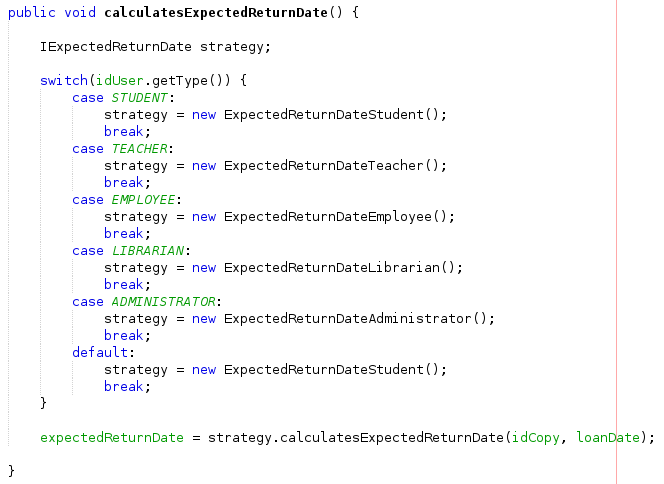 public void calculatesExpectedReturnDate() {
IExpectedReturnDate strategy;
switch(idUser.getType()) {
case STUDENT:
strategy = new ExpectedReturnDateStudent();
break;
case TEACHER:
strategy = new ExpectedReturnDateTeacher();
break;
case EMPLOYEE:
strategy = new ExpectedReturnDateEmployee();
break;
case LIBRARIAN:
strategy = new ExpectedReturnDateLibrarian();
break;
case ADMINISTRATOR:
strategy = new ExpectedReturnDateAdministrator();
break;
default:
strategy = new ExpectedReturnDateStudent();
break;
}
expectedReturnDate = strategy.calculatesExpectedReturnDate(idCopy, loanDate);
}